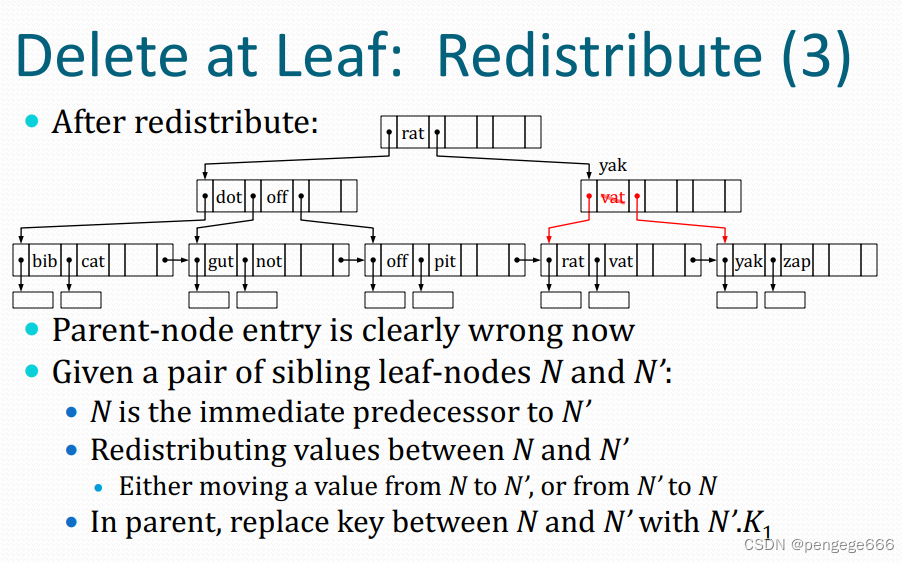 Delete at Leaf: Redistribute (3)
• After redistribute:
rat
yak
dot off
vat
bib cat
gut not
off pit
rat vat
yak zap
• Parent-node entry is clearly wrong now
• Given a pair of sibling leaf-nodes N and N’:
• N is the immediate predecessor to N’
• Redistributing values between N and N’
• Either moving a value from N to N’, or from N’ to N
• In parent, replace key between N and N’ with N’.K₁
CSDN @pengege666